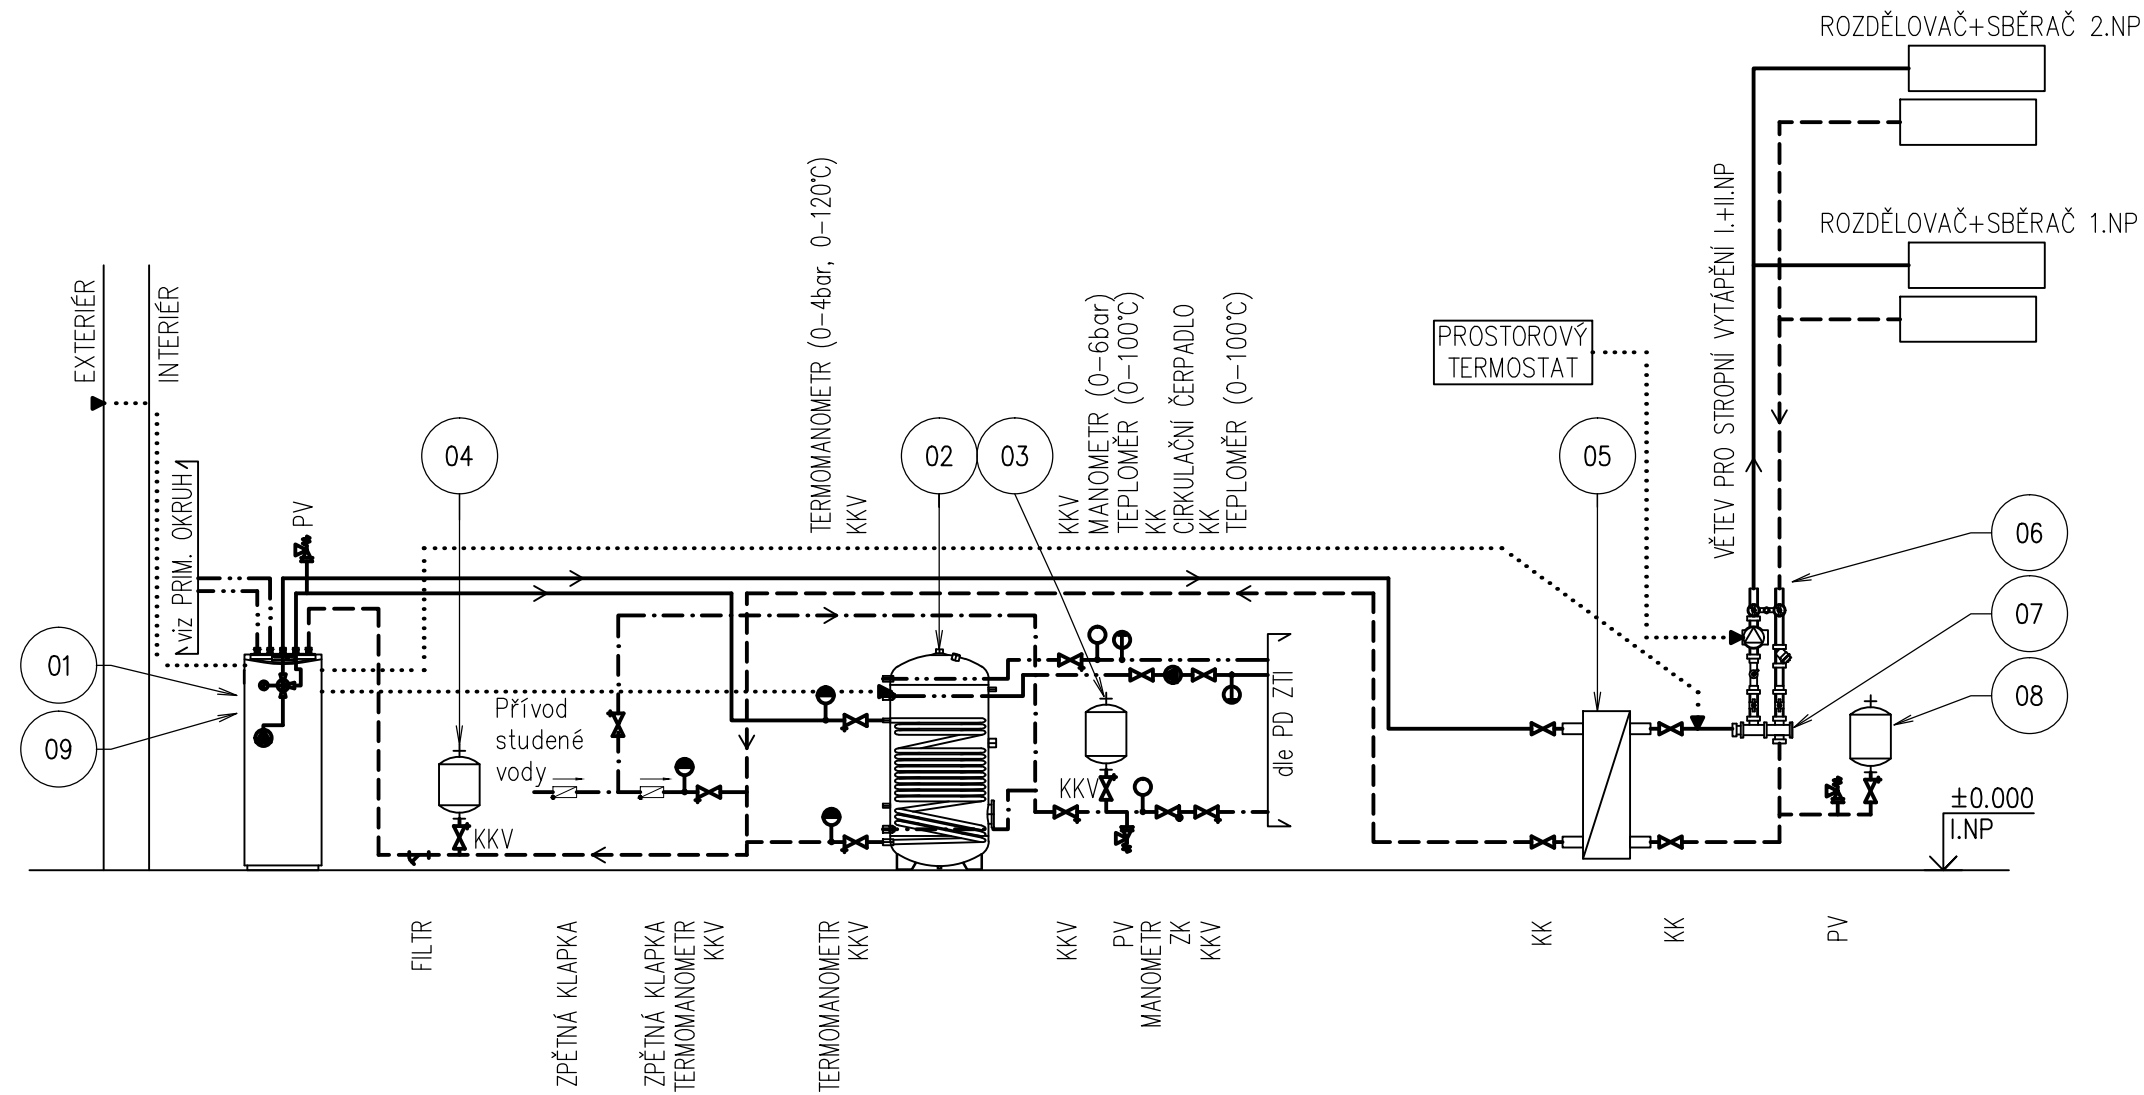 ROZDĚLOVAČ+SBĚRAČ 2.NP
ROZDĚLOVAČ+SBĚRAČ 1.NP
VĚTEV PRO STROPNÍ VYTÁPĚNÍ I.+II.NP
PROSTOROVÝ
TERMOSTAT
EXTERIÉR
INTERIÉR
viz PRIM. OKRUH
PV
TERMOMANOMETR (0-4bar, 0-120°C)
KKV
KKV
MANOMETR (0-6bar)
TEPLOMĚR (0-100°C)
KK
CIRKULAČNÍ ČERPADLO
KK
TEPLOMĚR (0-100°C)
04
02
03
05
06
07
08
01
09
Přívod
studené
vody
KKV
KKV
dle PD ZTI
±0.000
I.NP
FILTR
ZPĚTNÁ KLAPKA
ZPĚTNÁ KLAPKA
TERMOMANOMETR
KKV
TERMOMANOMETR
KKV
KKV
PV
MANOMETR
ZK
KKV
KK
KK
PV